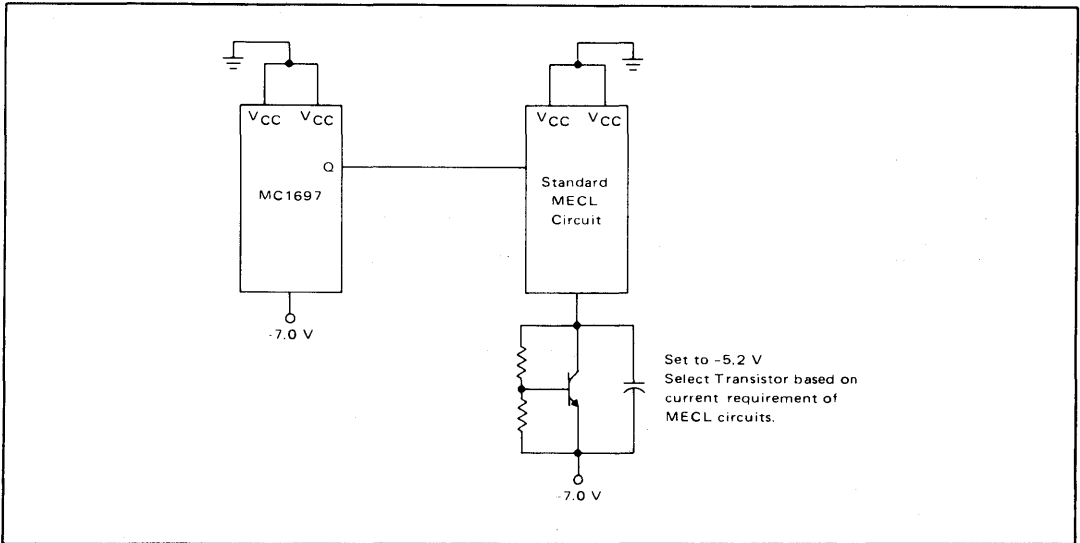 VCC VCC
Q
MC1697
-7.0 V
VCC VCC
Standard
MECL
Circuit
Set to -5.2 V
Select Transistor based on
current requirement of
MECL circuits.
-7.0 V